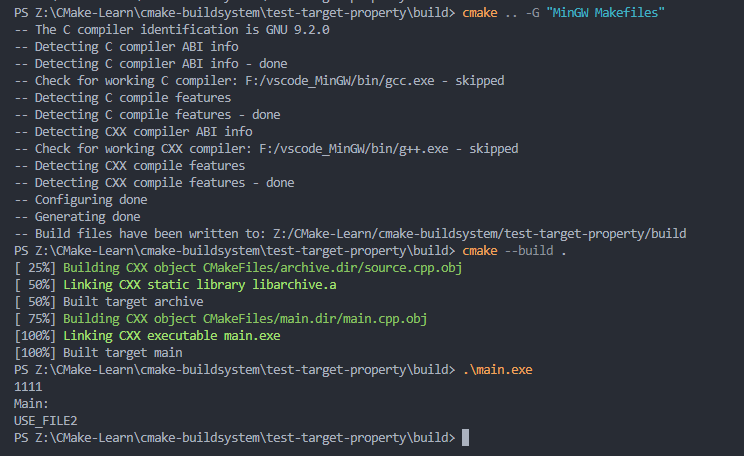 PS Z:\CMake-Learn\cmake-buildsystem\test-target-property\build> cmake .. -G "MinGW Makefiles"
-- The C compiler identification is GNU 9.2.0
-- Detecting C compiler ABI info
-- Detecting C compiler ABI info - done
-- Check for working C compiler: F:/vscode_MinGW/bin/gcc.exe - skipped
-- Detecting C compile features
-- Detecting C compile features - done
-- Detecting CXX compiler ABI info
-- Check for working CXX compiler: F:/vscode_MinGW/bin/g++.exe - skipped
-- Detecting CXX compile features
-- Detecting CXX compile features - done
-- Configuring done
-- Generating done
-- Build files have been written to: Z:/CMake-Learn/cmake-buildsystem/test-target-property/build
PS Z:\CMake-Learn\cmake-buildsystem\test-target-property\build> cmake --build .
[ 25%] Building CXX object CMakeFiles/archive.dir/source.cpp.obj
[ 50%] Linking CXX static library libarchive.a
[ 50%] Built target archive
[ 75%] Building CXX object CMakeFiles/main.dir/main.cpp.obj
[100%] Linking CXX executable main.exe
[100%] Built target main
PS Z:\CMake-Learn\cmake-buildsystem\test-target-property\build> .\main.exe
1111
Main:
USE_FILE2
PS Z:\CMake-Learn\cmake-buildsystem\test-target-property\build>